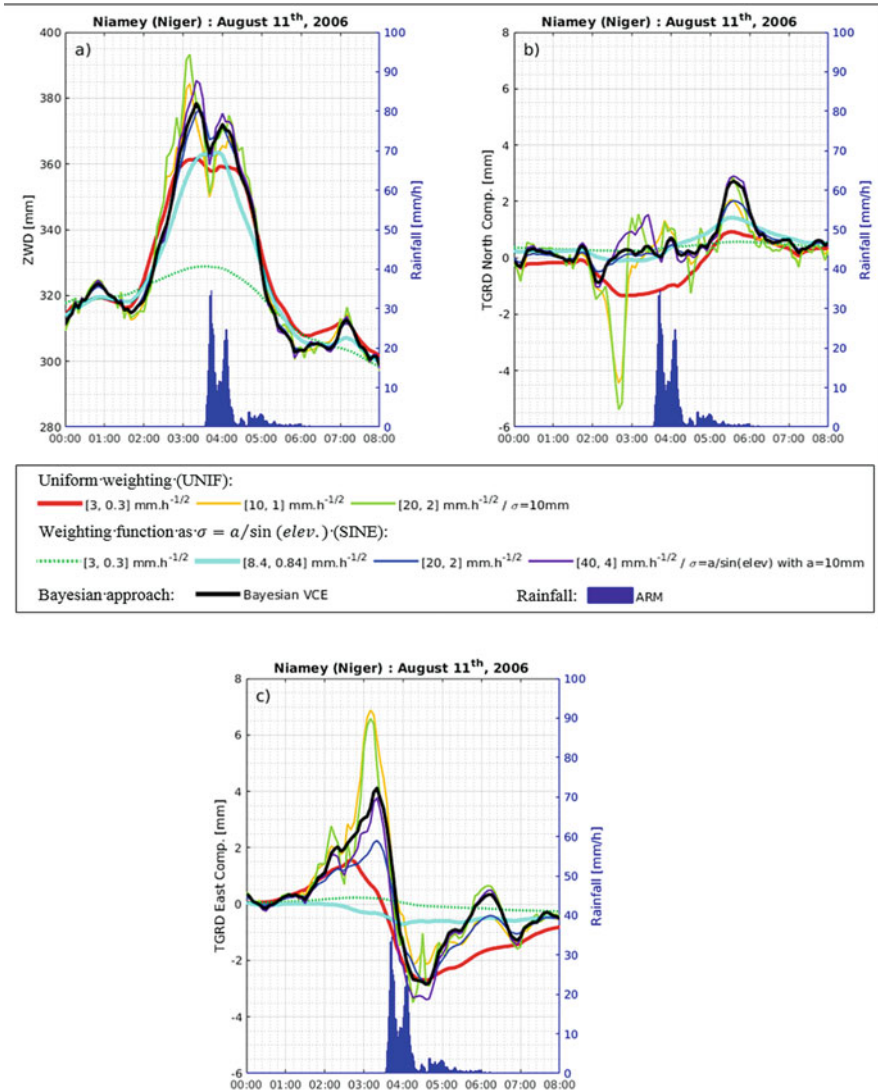 Niamey (Niger) : August 11th, 2006
a)
400
380
360
340
320
300
280
ZWD [mm]
100
90
80
70
60
50
40
30
20
10
0
Rainfall [mm/h]
00:00 01:00 02:00 03:00 04:00 05:00 06:00 07:00 08:00
Niamey (Niger) : August 11th, 2006
b)
8
6
4
2
0
-2
-4
-6
TGRD North Comp. [mm]
100
90
80
70
60
50
40
30
20
10
0
Rainfall [mm/h]
00:00 01:00 02:00 03:00 04:00 05:00 06:00 07:00 08:00
Uniform·weighting·(UNIF):
[3, 0.3] mm.h-1/2 [10, 1] mm.h-1/2 [20, 2] mm.h-1/2 / σ=10mm
Weighting·function·as·σ = a/sin (elev.)·(SINE):
[3, 0.3] mm.h-1/2 [8.4, 0.84] mm.h-1/2 [20, 2] mm.h-1/2 [40, 4] mm.h-1/2 / σ=a/sin(elev) with a=10mm
Bayesian·approach: Bayesian VCE Rainfall: ARM
Niamey (Niger) : August 11th, 2006
c)
8
6
4
2
0
-2
-4
-6
TGRD East Comp. [mm]
100
90
80
70
60
50
40
30
20
10
0
Rainfall [mm/h]
00:00 01:00 02:00 03:00 04:00 05:00 06:00 07:00 08:00